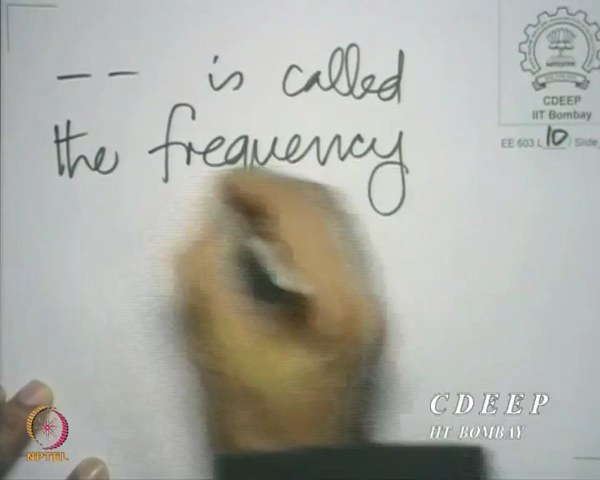 -- is called
the frequency
CDEEP
IIT Bombay
EE 603 L 10 / Slide
CDEEP
IIT BOMBAY
NPTEL